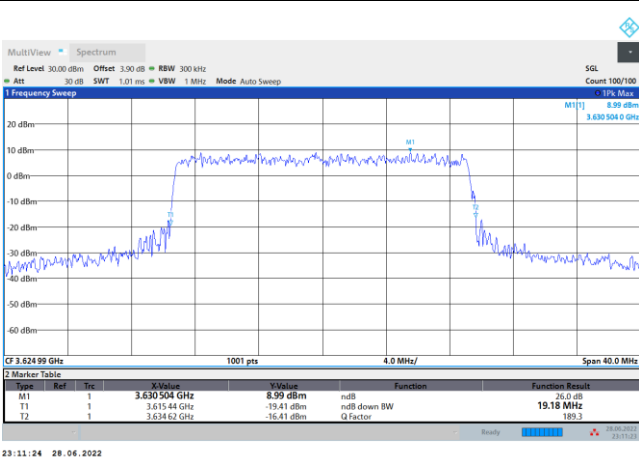 MultiView Spectrum
Ref Level 30.00 dBm Offset 3.90 dB RBW 300 kHz SGL
Att 30 dB SWT 1.01 ms VBW 1 MHz Mode Auto Sweep Count 100/100
1 Frequency Sweep 1Pk Max
M1[1] 8.99 dBm
3.630 504 0 GHz
20 dBm
M1
10 dBm
0 dBm
-10 dBm
T1 T2
-20 dBm
-30 dBm
-40 dBm
-50 dBm
-60 dBm
CF 3.624 99 GHz 1001 pts 4.0 MHz/ Span 40.0 MHz
2 Marker Table
Type Ref Trc X-Value Y-Value Function Function Result
M1 1 3.630 504 GHz 8.99 dBm ndB 26.0 dB
T1 1 3.615 44 GHz -19.41 dBm ndB down BW 19.18 MHz
T2 1 3.634 62 GHz -16.41 dBm Q Factor 189.3
Ready 28.06.2022
23:11:23
23:11:24 28.06.2022